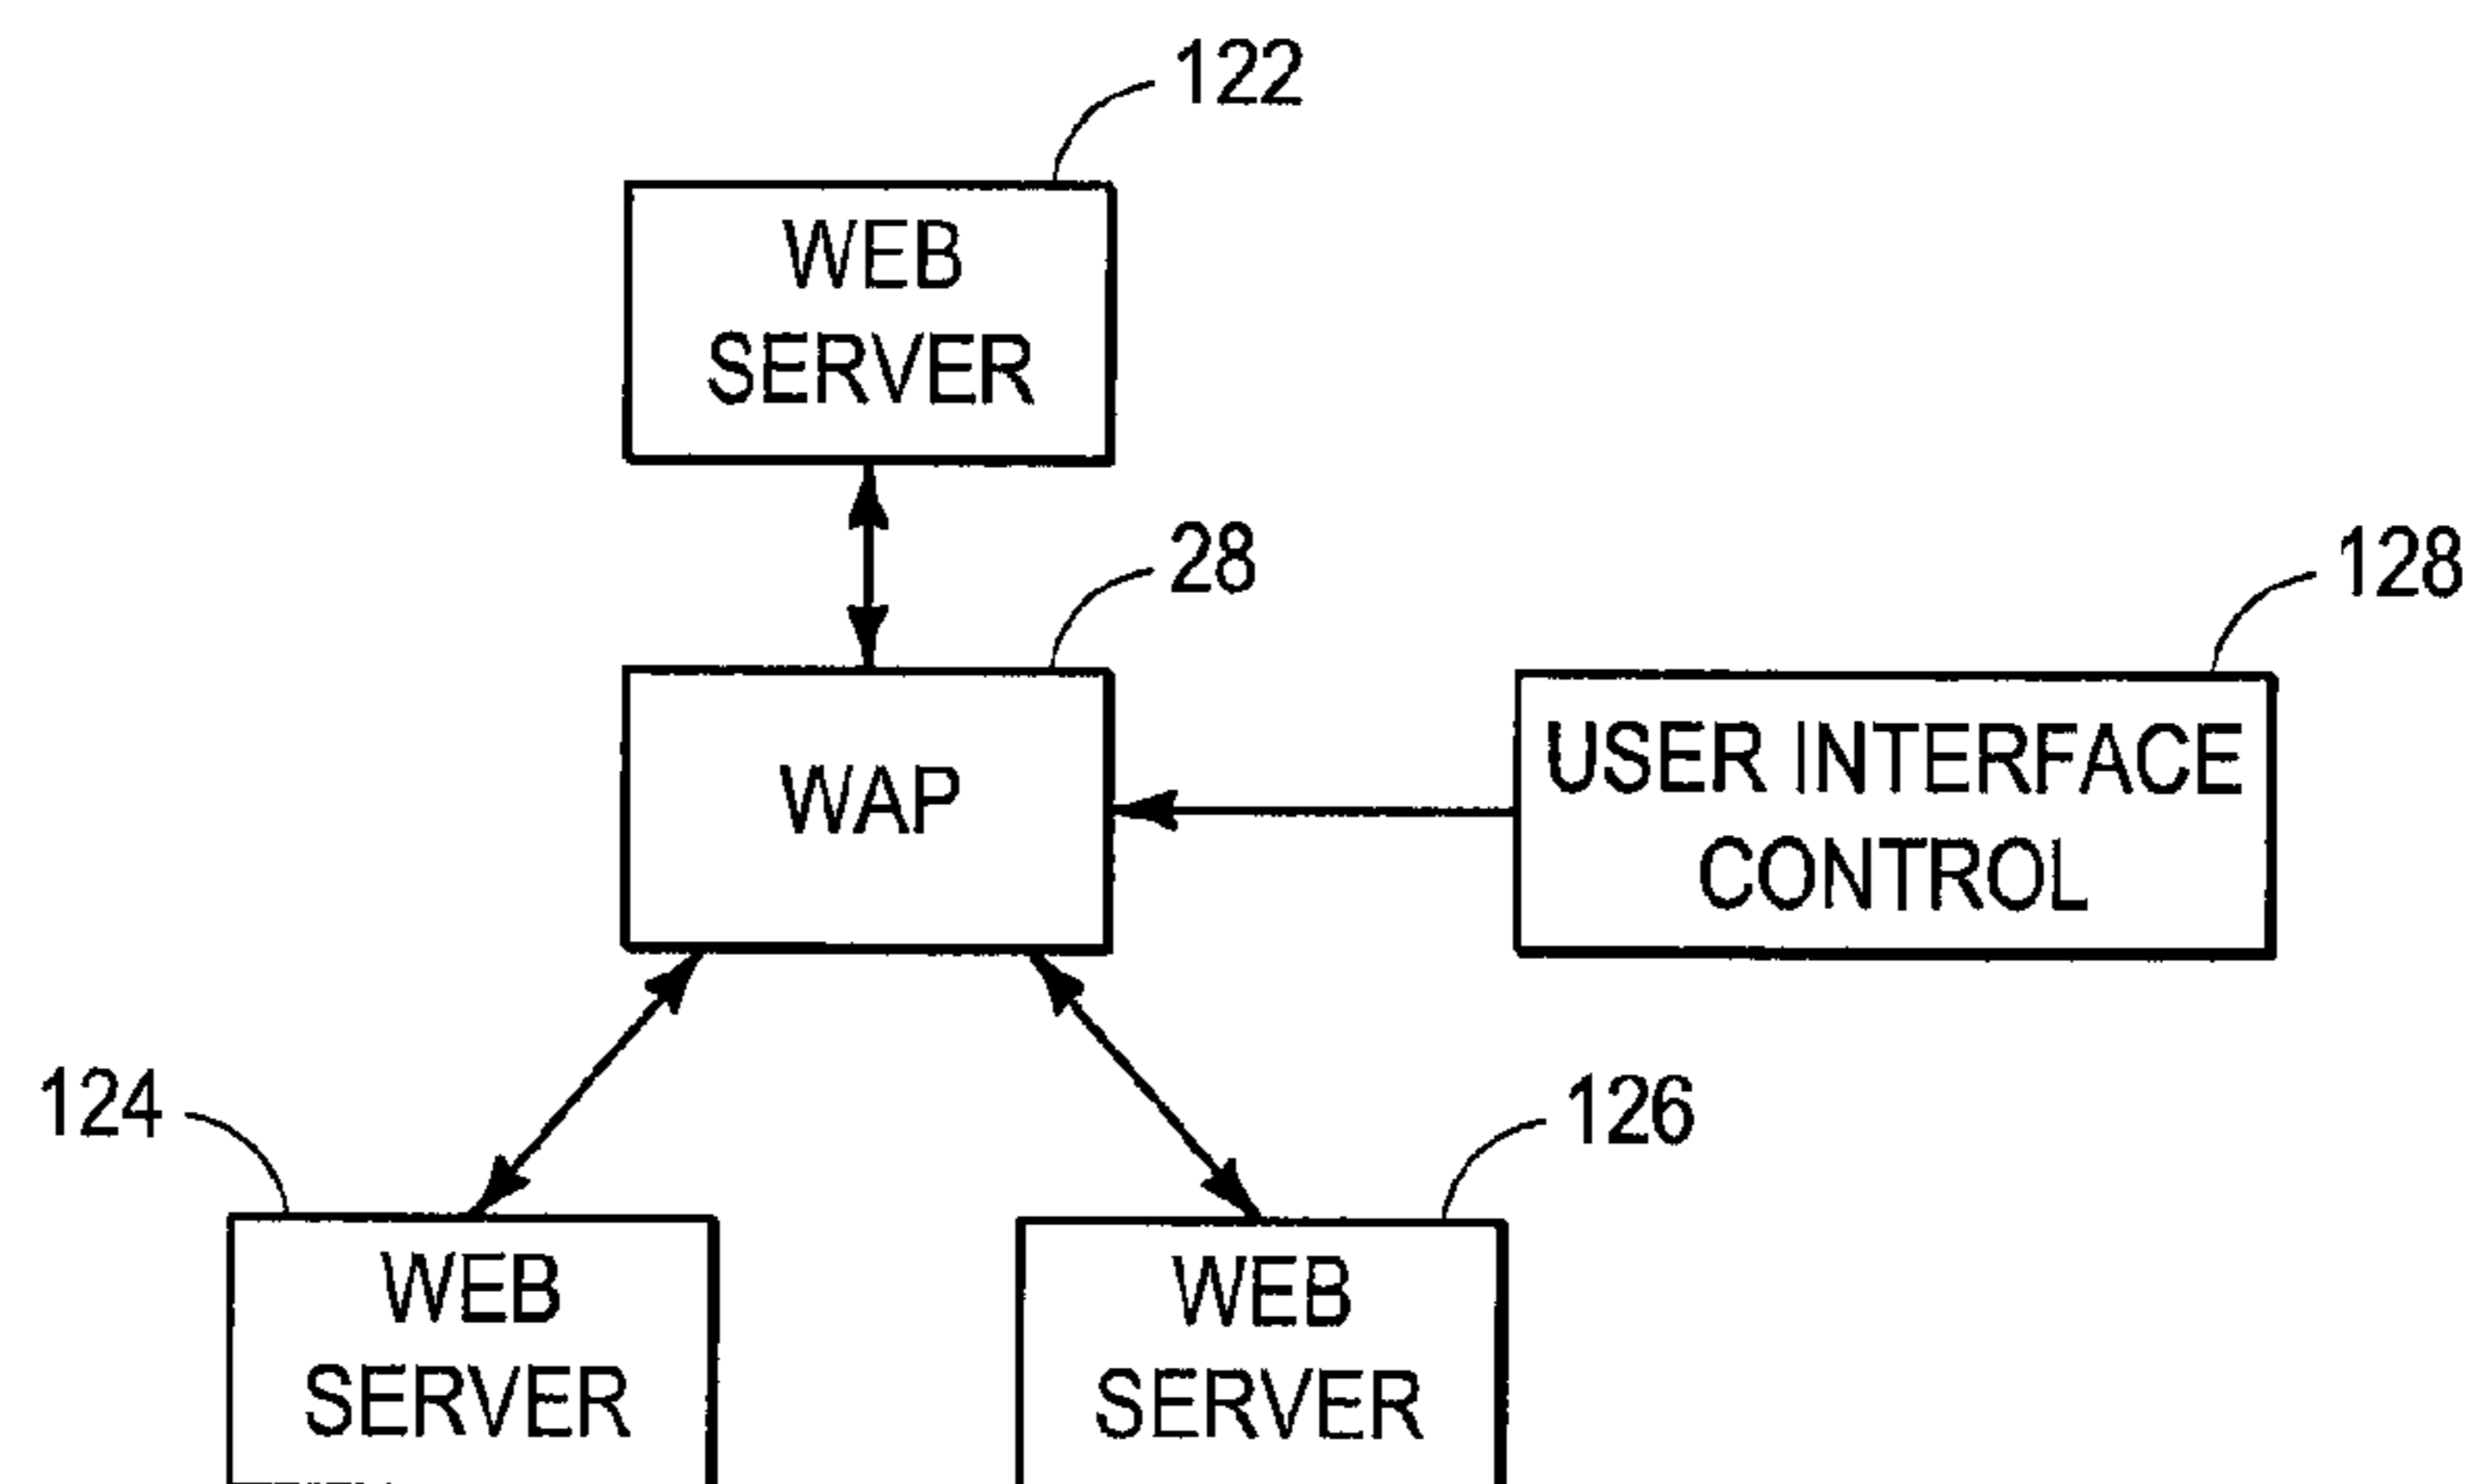 122
WEB
SERVER
28
128
WAP
USER INTERFACE
CONTROL
124
126
WEB
SERVER
WEB
SERVER